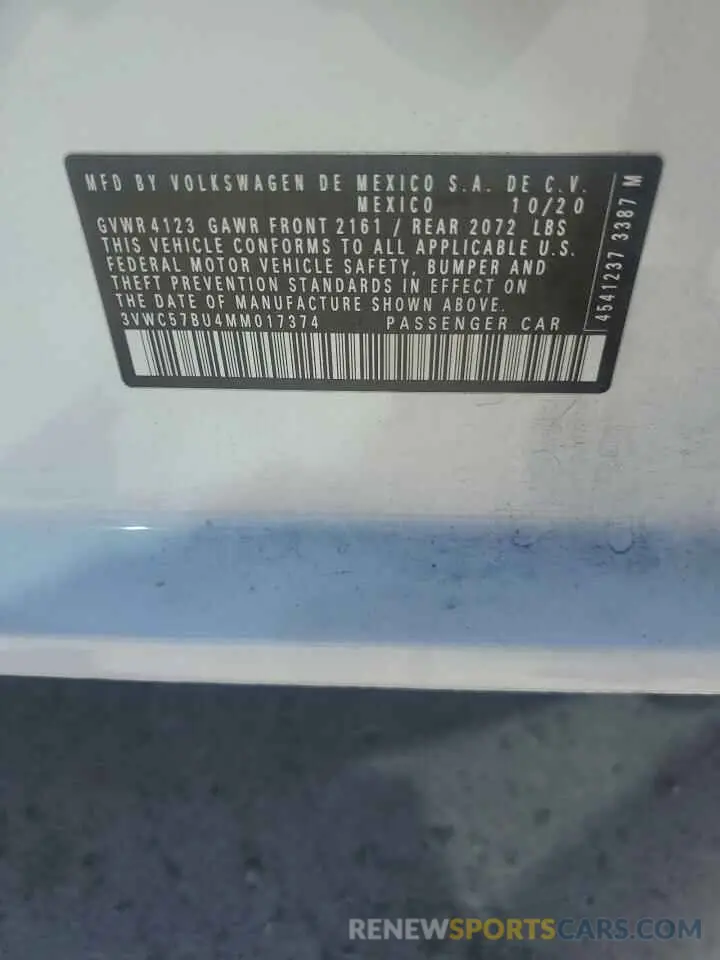 MFD BY VOLKSWAGEN DE MEXICO S.A. DE C.V.
MEXICO 10/20
GVWR 4123 GAWR FRONT 2161 / REAR 2072 LBS
THIS VEHICLE CONFORMS TO ALL APPLICABLE U.S.
FEDERAL MOTOR VEHICLE SAFETY, BUMPER AND
THEFT PREVENTION STANDARDS IN EFFECT ON
THE DATE OF MANUFACTURE SHOWN ABOVE.
3VWC57BU4MM017374 PASSENGER CAR
4541237 3387 M
RENEWSPORTSCARS.COM